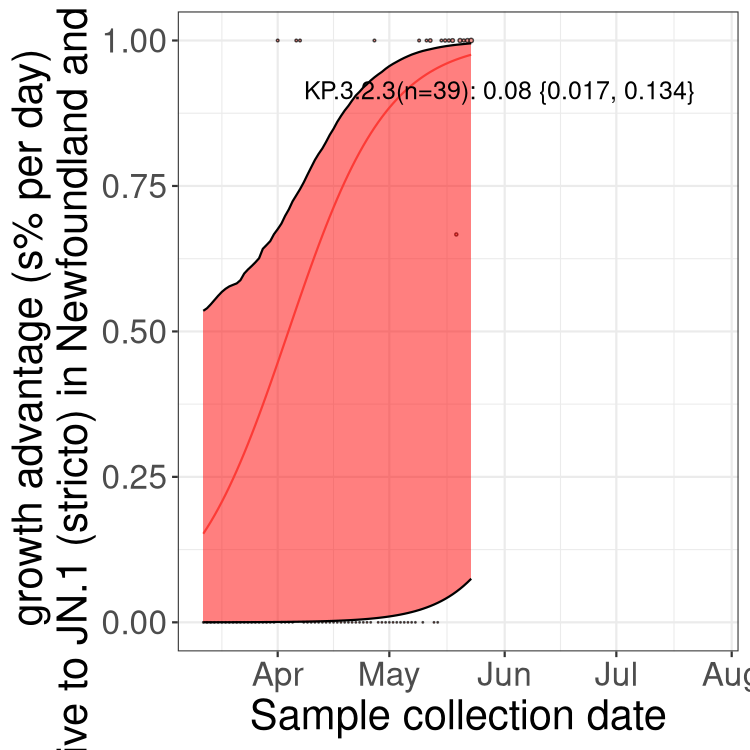 growth advantage (s% per day)
ive to JN.1 (stricto) in Newfoundland and
1.00
0.75
0.50
0.25
0.00
KP.3.2.3(n=39): 0.08 {0.017, 0.134}
Apr May Jun Jul Aug
Sample collection date